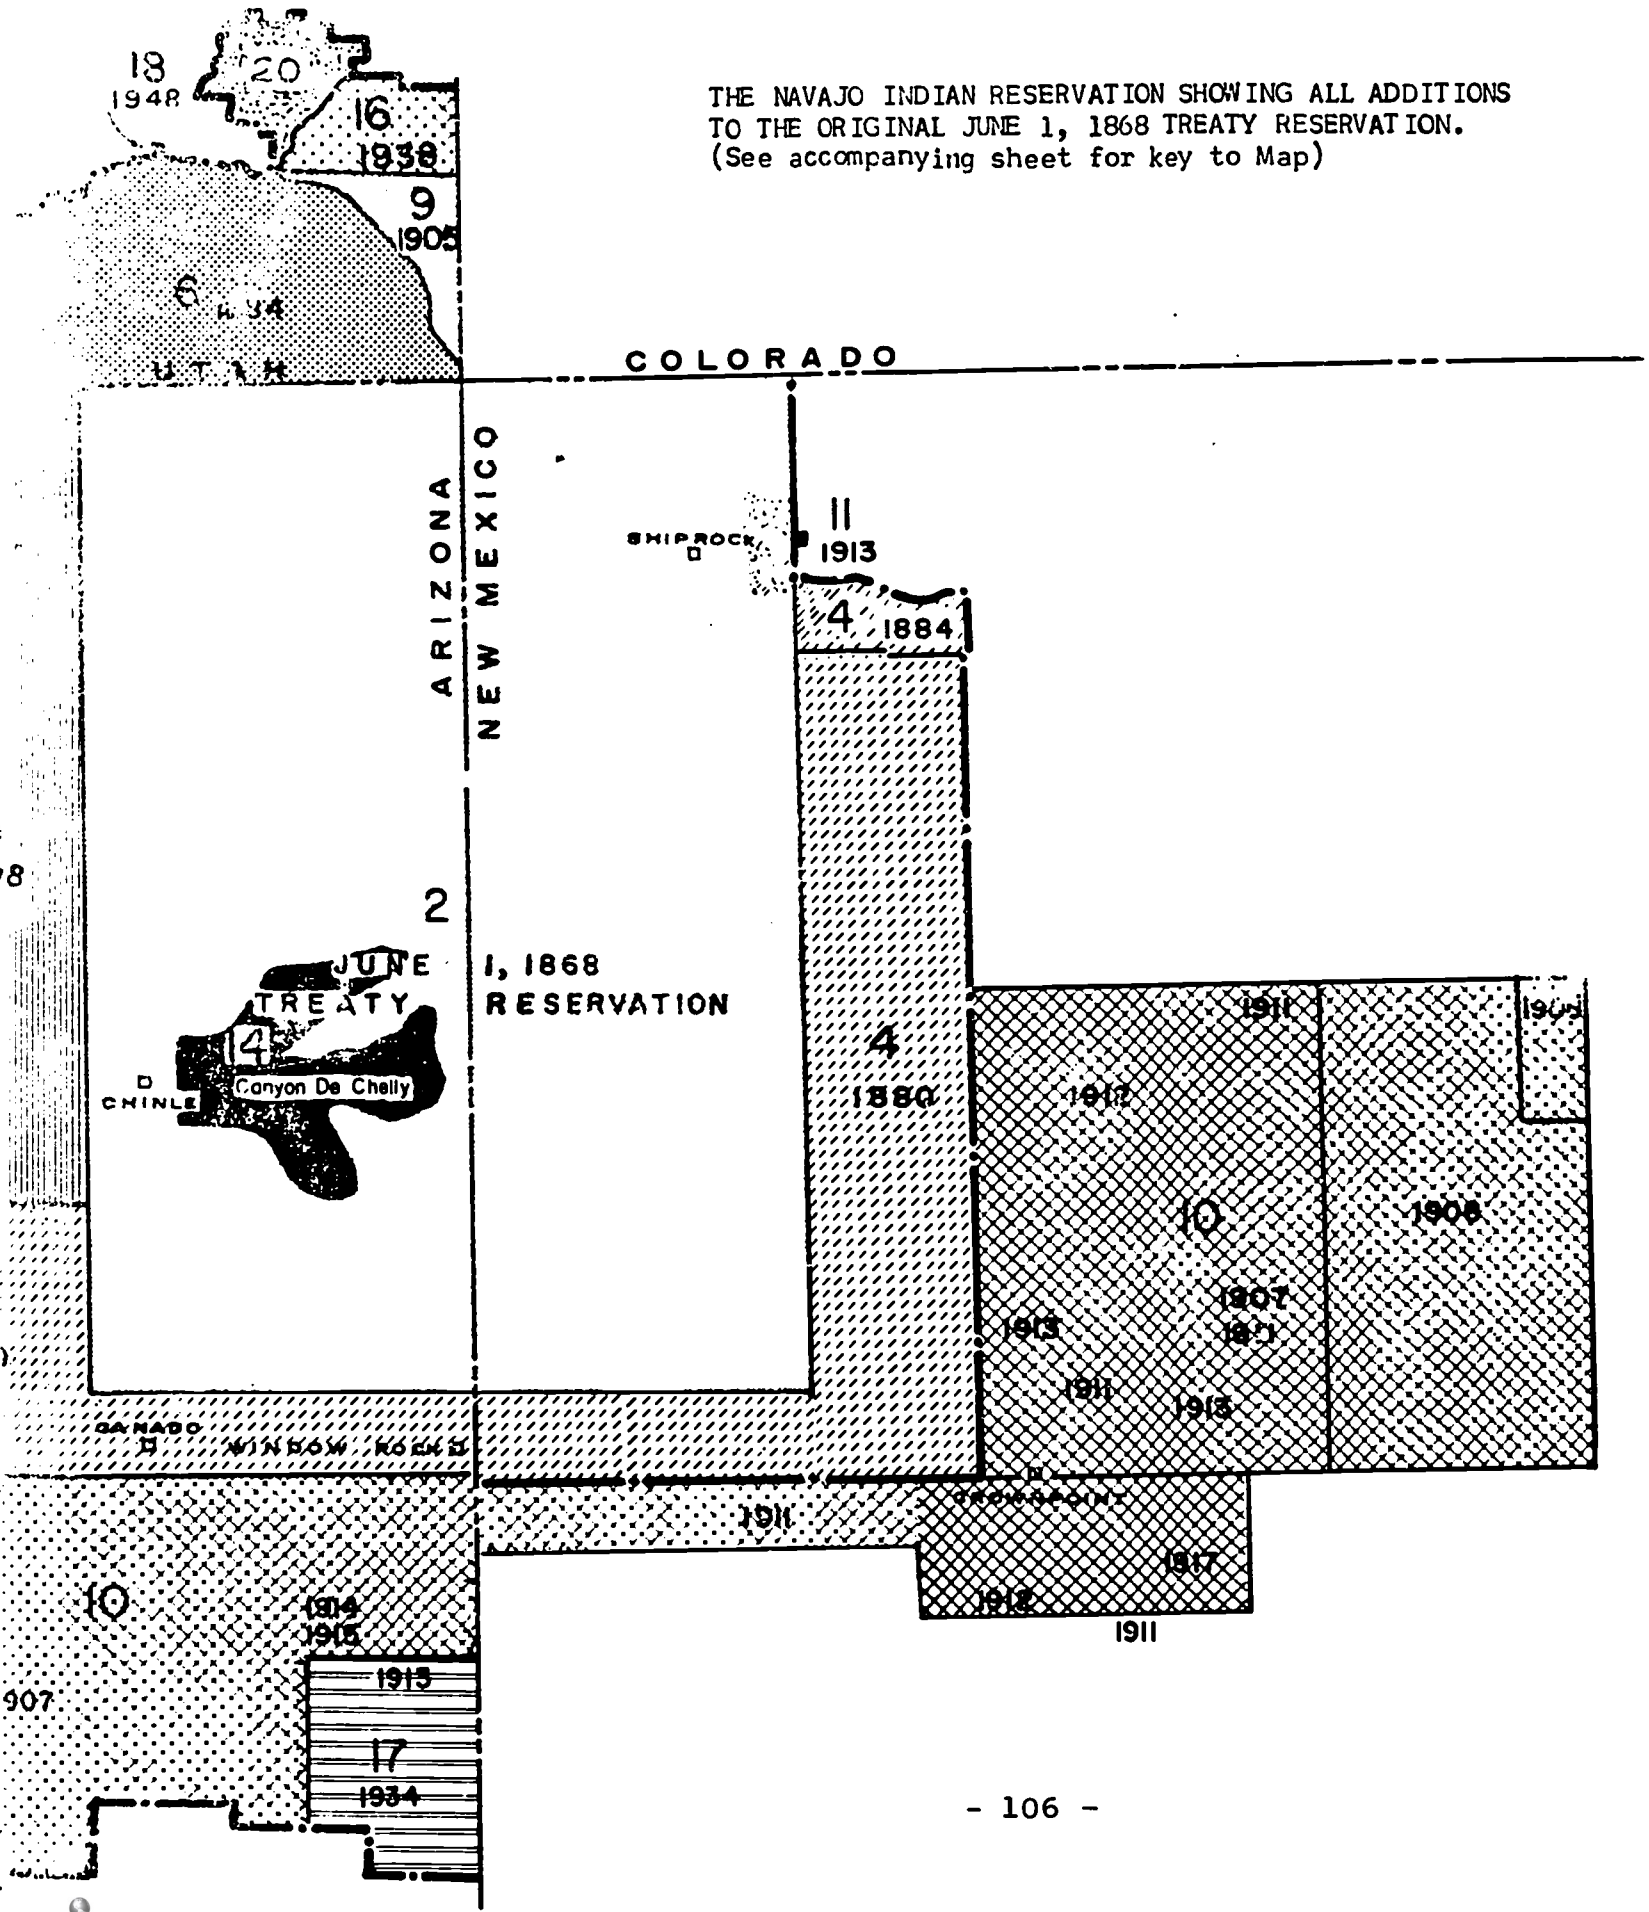 THE NAVAJO INDIAN RESERVATION SHOWING ALL ADDITIONS
TO THE ORIGINAL JUNE 1, 1868 TREATY RESERVATION.
(See accompanying sheet for key to Map)
18
1948
20
16
1938
9
1905
6
UTAH
COLORADO
ARIZONA
NEW MEXICO
SHIPROCK
11
1913
4
1884
2
JUNE 1, 1868
TREATY RESERVATION
14
Canyon De Chelly
CHINLE
4
1880
1911
1912
10
1908
1907
1913
1911
1913
GANADO
WINDOW ROCK
CROWNPOINT
1911
1917
1912
1911
10
1914
1915
1915
907
17
1934
- 106 -